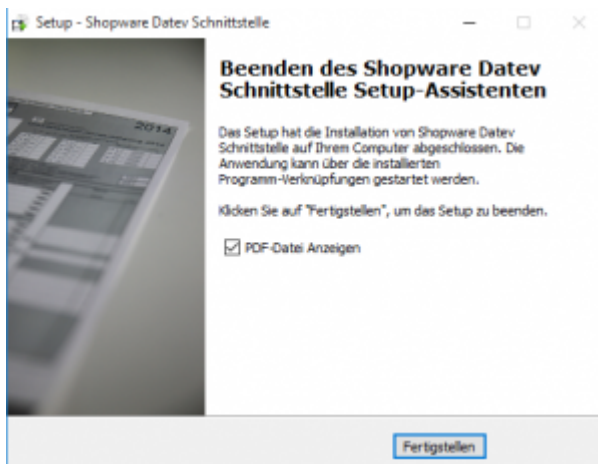 Setup - Shopware Datev Schnittstelle
Beenden des Shopware Datev
Schnittstelle Setup-Assistenten
2014
Das Setup hat die Installation von Shopware Datev
Schnittstelle auf Ihrem Computer abgeschlossen. Die
Anwendung kann über die installierten
Programm-Verknüpfungen gestartet werden.
Klicken Sie auf "Fertigstellen", um das Setup zu beenden.
PDF-Datei Anzeigen
Fertigstellen